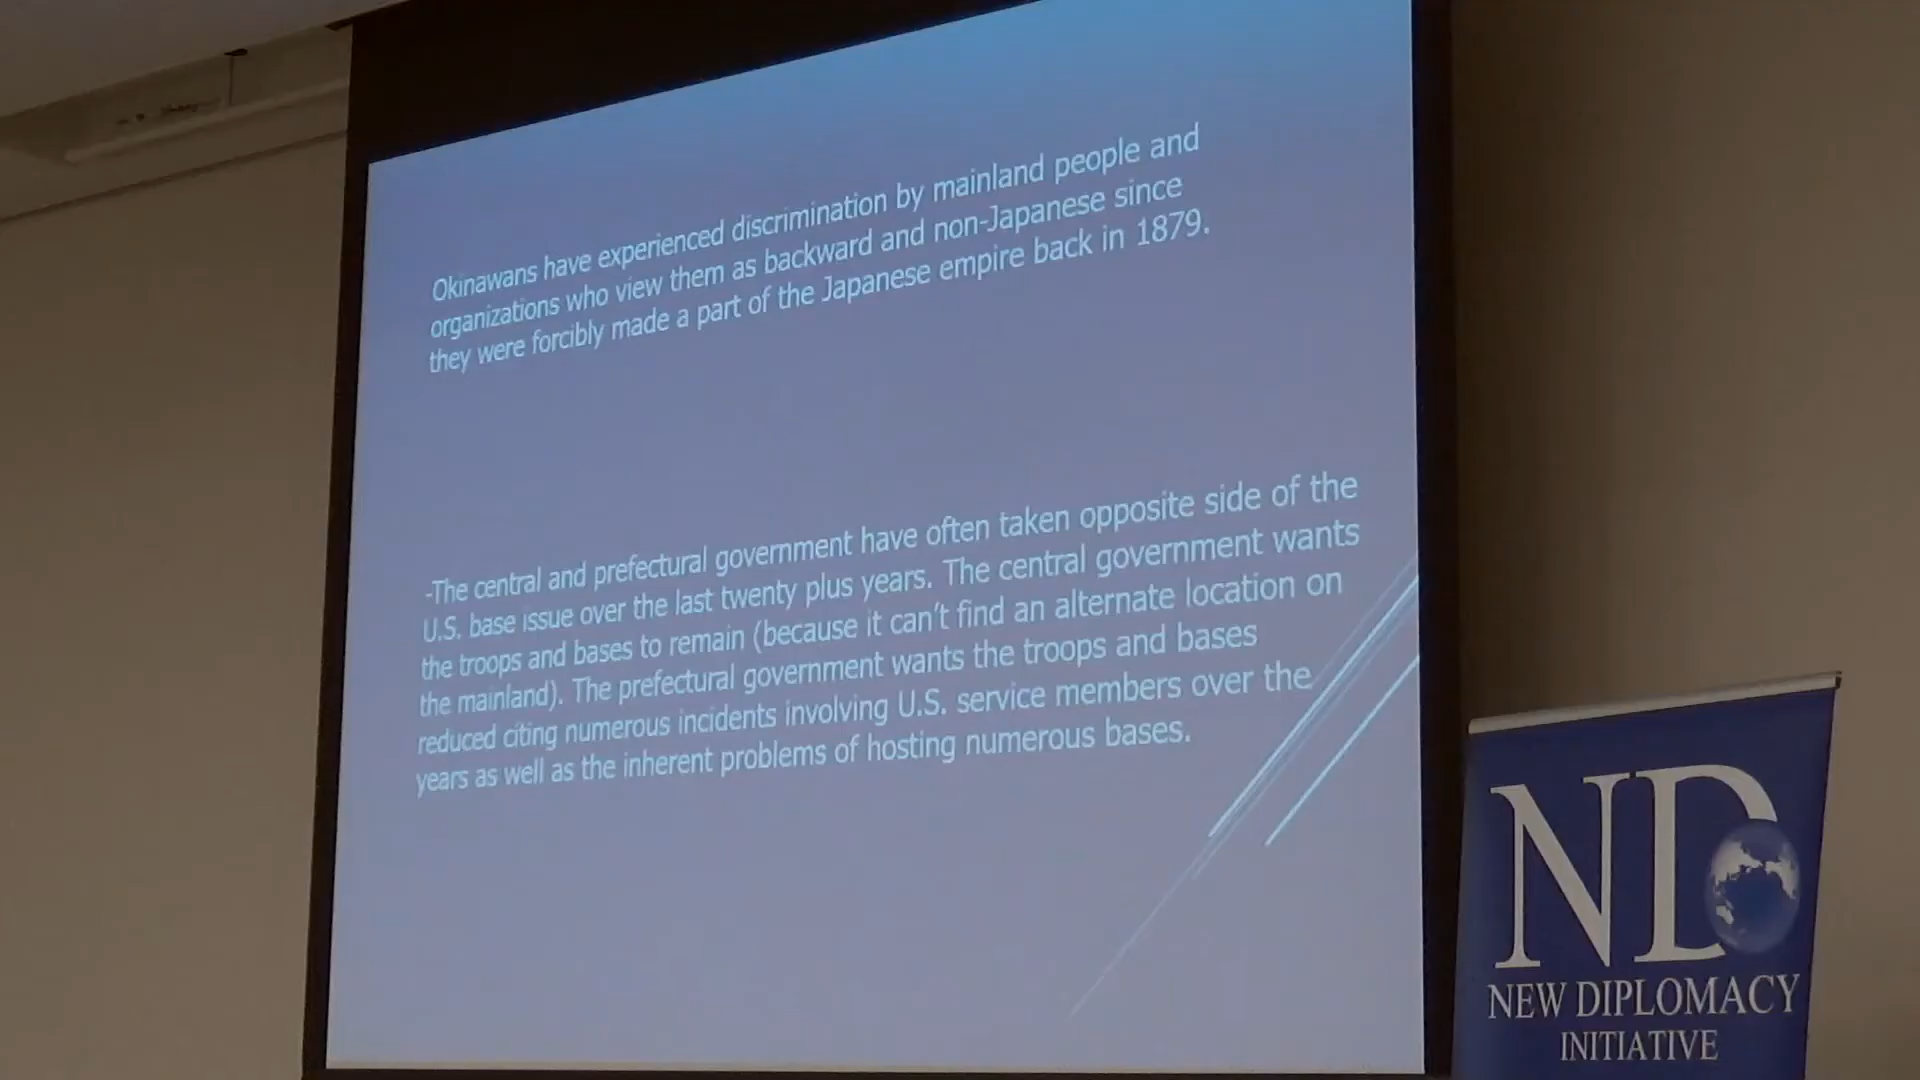 Okinawans have experienced discrimination by mainland people and
organizations who view them as backward and non-Japanese since
they were forcibly made a part of the Japanese empire back in 1879.
-The central and prefectural government have often taken opposite side of the
U.S. base issue over the last twenty plus years. The central government wants
the troops and bases to remain (because it can't find an alternate location on
the mainland). The prefectural government wants the troops and bases
reduced citing numerous incidents involving U.S. service members over the
years as well as the inherent problems of hosting numerous bases.
ND
NEW DIPLOMACY
INITIATIVE